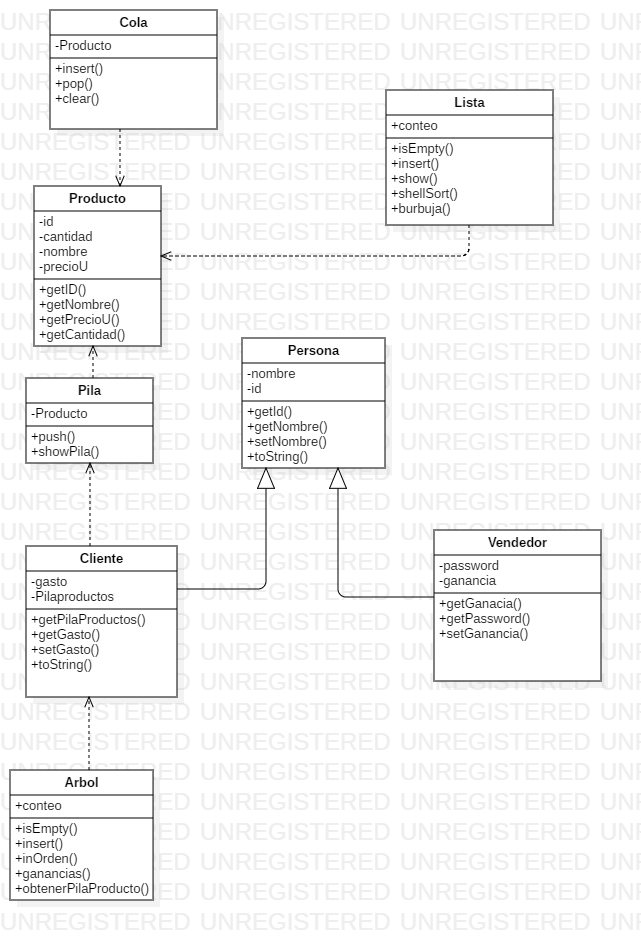 Cola
-Producto
+insert()
+pop()
+clear()
Lista
+conteo
+isEmpty()
+insert()
+show()
+shellSort()
+burbuja()
Producto
-id
-cantidad
-nombre
-precioU
+getID()
+getNombre()
+getPrecioU()
+getCantidad()
Persona
-nombre
-id
+getId()
+getNombre()
+setNombre()
+toString()
Pila
-Producto
+push()
+showPila()
Cliente
-gasto
-Pilaproductos
+getPilaProductos()
+getGasto()
+setGasto()
+toString()
Vendedor
-password
-ganancia
+getGanacia()
+getPassword()
+setGanancia()
Arbol
+conteo
+isEmpty()
+insert()
+inOrden()
+ganancias()
+obtenerPilaProducto()
UNREGISTERED